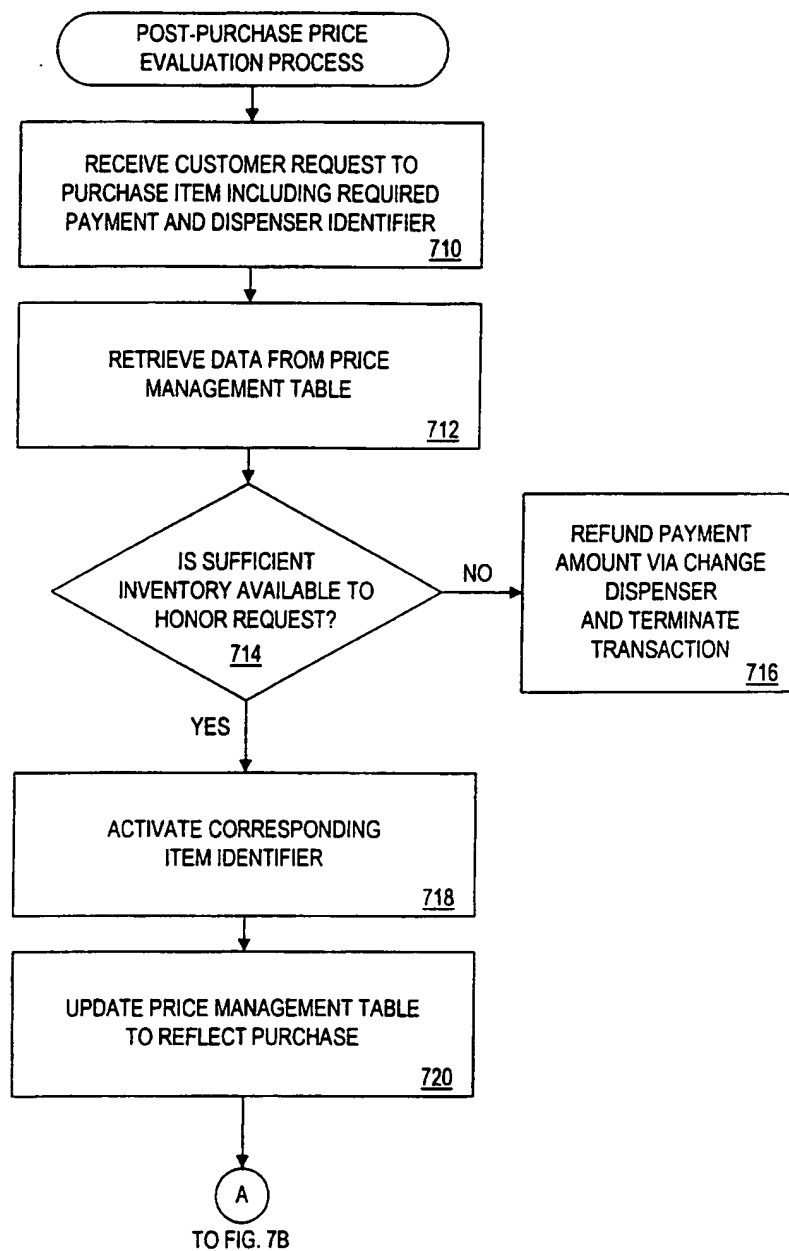 POST-PURCHASE PRICE
EVALUATION PROCESS
RECEIVE CUSTOMER REQUEST TO
PURCHASE ITEM INCLUDING REQUIRED
PAYMENT AND DISPENSER IDENTIFIER
710
RETRIEVE DATA FROM PRICE
MANAGEMENT TABLE
712
IS SUFFICIENT
INVENTORY AVAILABLE TO
HONOR REQUEST?
714
NO
REFUND PAYMENT
AMOUNT VIA CHANGE
DISPENSER
AND TERMINATE
TRANSACTION
716
YES
ACTIVATE CORRESPONDING
ITEM IDENTIFIER
718
UPDATE PRICE MANAGEMENT TABLE
TO REFLECT PURCHASE
720
A
TO FIG. 7B